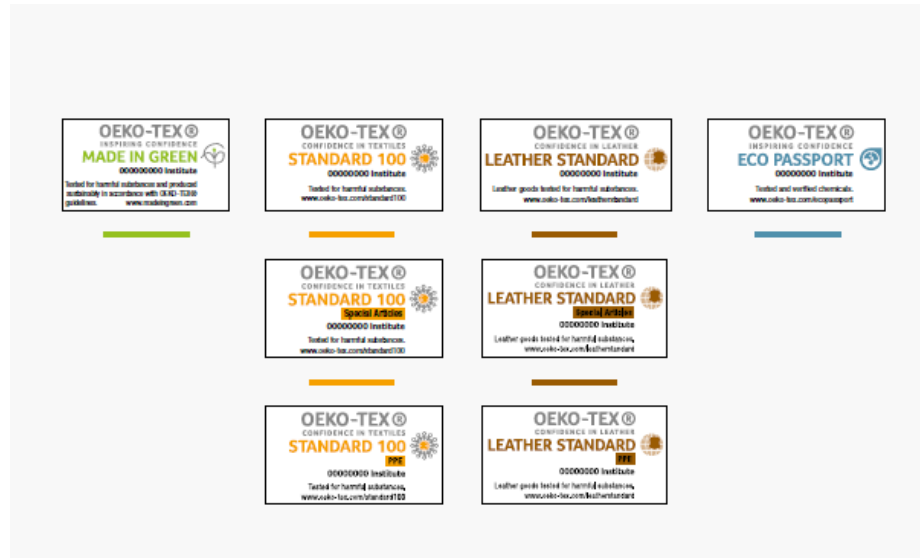 OEKO-TEX®
INSPIRING CONFIDENCE
MADE IN GREEN
000000000 Institute
Tested for harmful substances and produced
sustainably in accordance with OEKO-TEX®
guidelines. www.madeingreen.com
OEKO-TEX®
CONFIDENCE IN TEXTILES
STANDARD 100
000000000 Institute
Tested for harmful substances.
www.oeko-tex.com/standard100
OEKO-TEX®
CONFIDENCE IN LEATHER
LEATHER STANDARD
000000000 Institute
Leather goods tested for harmful substances.
www.oeko-tex.com/leatherstandard
OEKO-TEX®
INSPIRING CONFIDENCE
ECO PASSPORT
000000000 Institute
Tested and verified chemicals.
www.oeko-tex.com/ecopassport
OEKO-TEX®
CONFIDENCE IN TEXTILES
STANDARD 100
Special Articles
00000000 Institute
Tested for harmful substances.
www.oeko-tex.com/standard100
OEKO-TEX®
CONFIDENCE IN LEATHER
LEATHER STANDARD
Special Articles
00000000 Institute
Leather goods tested for harmful substances,
www.oeko-tex.com/leatherstandard
OEKO-TEX®
CONFIDENCE IN TEXTILES
STANDARD 100
PPE
00000000 Institute
Tested for harmful substances,
www.oeko-tex.com/standard100
OEKO-TEX®
CONFIDENCE IN LEATHER
LEATHER STANDARD
PPE
00000000 Institute
Leather goods tested for harmful substances,
www.oeko-tex.com/leatherstandard